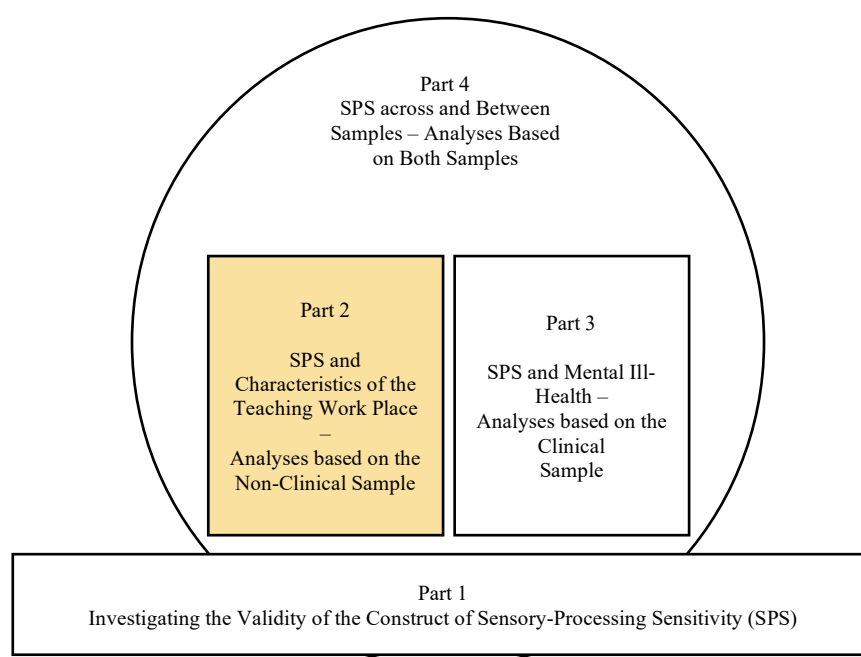 Part 4
SPS across and Between
Samples – Analyses Based
on Both Samples
Part 2
SPS and
Characteristics of the
Teaching Work Place
–
Analyses based on the
Non-Clinical Sample
Part 3
SPS and Mental Ill-
Health –
Analyses based on the
Clinical
Sample
Part 1
Investigating the Validity of the Construct of Sensory-Processing Sensitivity (SPS)